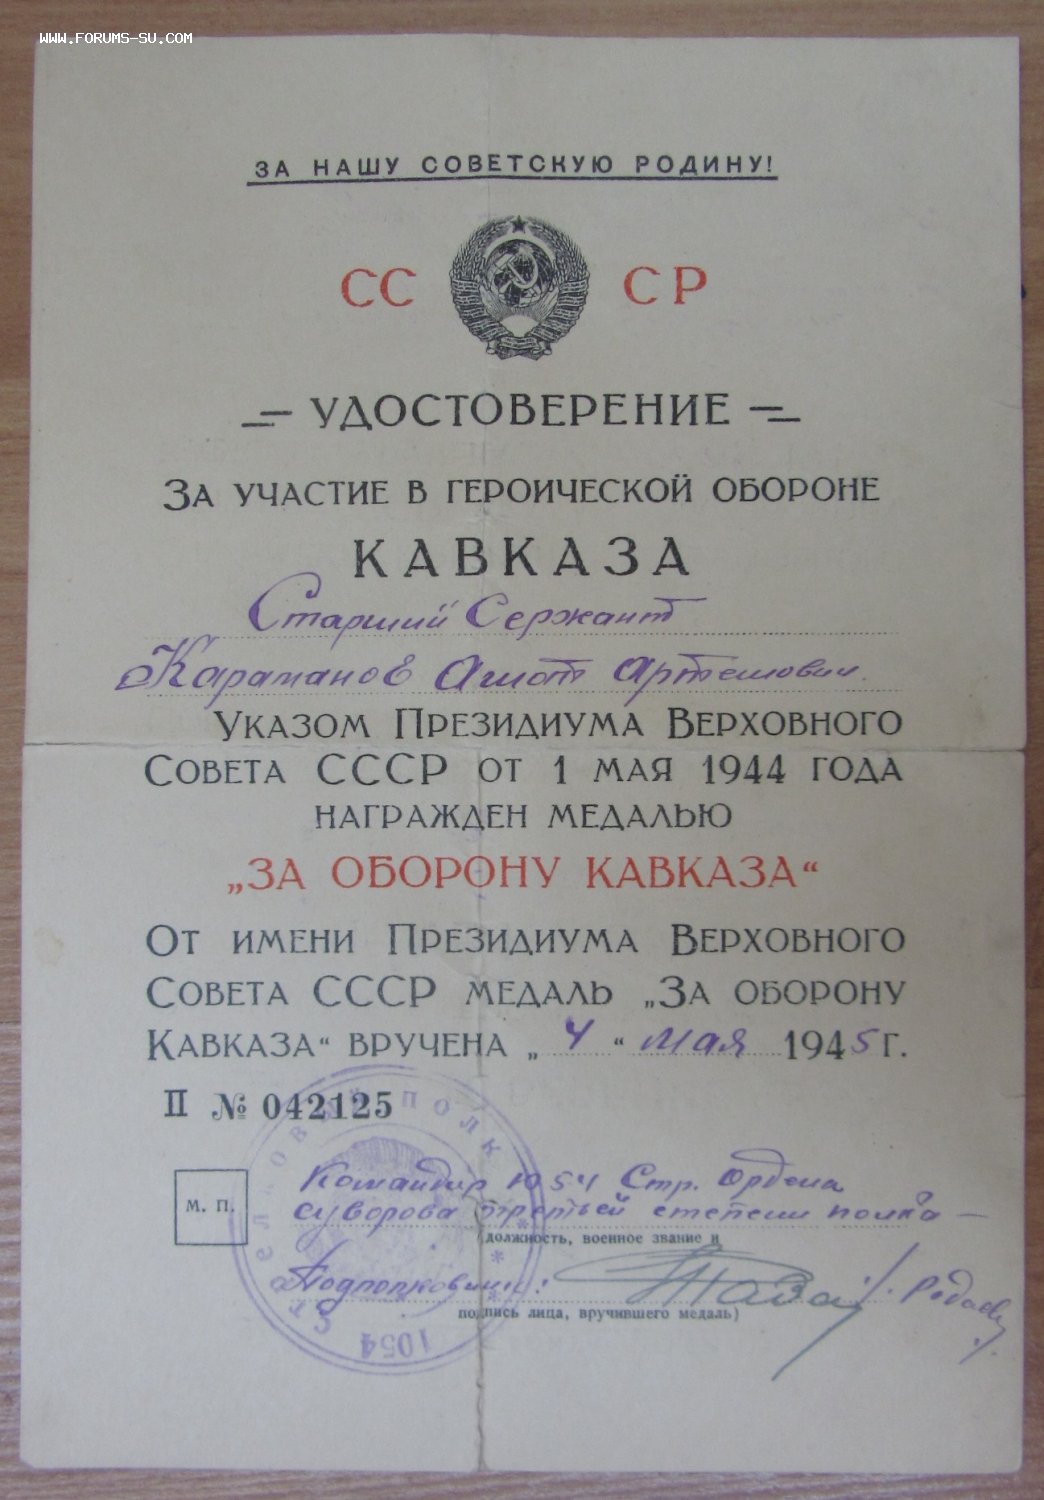 WWW.FORUMS-SU.COM
ЗА НАШУ СОВЕТСКУЮ РОДИНУ!
СС СР
УДОСТОВЕРЕНИЕ
ЗА УЧАСТИЕ В ГЕРОИЧЕСКОЙ ОБОРОНЕ
КАВКАЗА
Старший Сержант
Караманов Ашот Артешович
УКАЗОМ ПРЕЗИДИУМА ВЕРХОВНОГО
СОВЕТА СССР ОТ 1 МАЯ 1944 ГОДА
НАГРАЖДЕН МЕДАЛЬЮ
„ЗА ОБОРОНУ КАВКАЗА“
ОТ ИМЕНИ ПРЕЗИДИУМА ВЕРХОВНОГО
СОВЕТА СССР МЕДАЛЬ „ЗА ОБОРОНУ
КАВКАЗА“ ВРУЧЕНА „4“ мая 1945 Г.
II № 042125
Командир 1054 Стр. Ордена
М. П.
Суворова третьей степени полка –
(должность, военное звание и
Подполковник:
подпись лица, вручившего медаль)
Стрелковый полк
1054